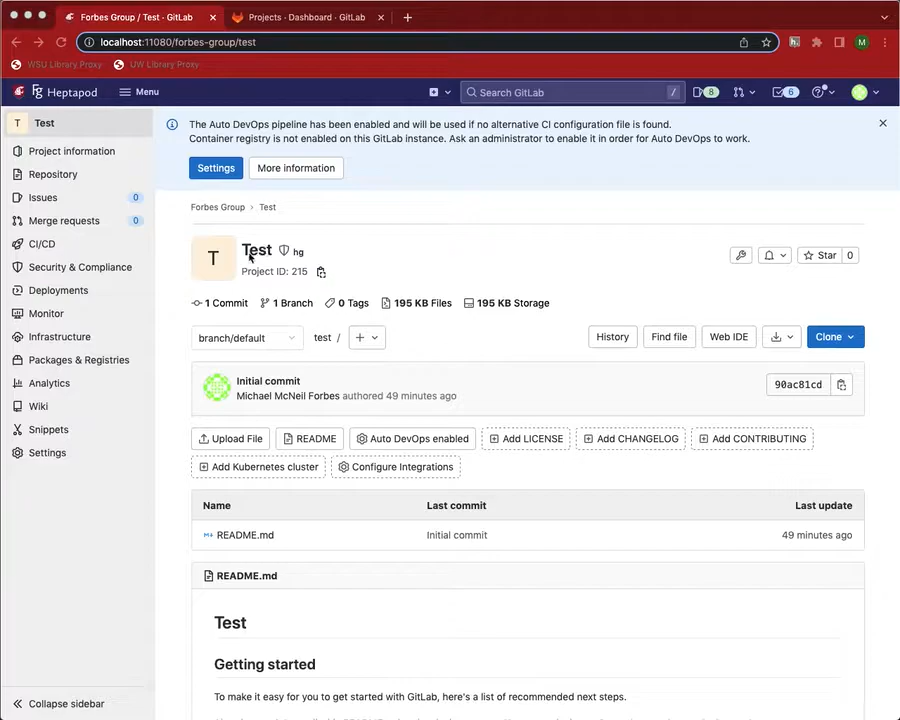 Forbes Group / Test · GitLab
Projects · Dashboard · GitLab
localhost:11080/forbes-group/test
M
WSU Library Proxy
UW Library Proxy
Heptapod
Menu
Search GitLab
/
8
6
T
Test
Project information
Repository
Issues
0
Merge requests
0
CI/CD
Security & Compliance
Deployments
Monitor
Infrastructure
Packages & Registries
Analytics
Wiki
Snippets
Settings
Collapse sidebar
The Auto DevOps pipeline has been enabled and will be used if no alternative CI configuration file is found.
Container registry is not enabled on this GitLab instance. Ask an administrator to enable it in order for Auto DevOps to work.
Settings
More information
Forbes Group › Test
T
Test
hg
Project ID: 215
Star
0
1 Commit
1 Branch
0 Tags
195 KB Files
195 KB Storage
branch/default
test /
History
Find file
Web IDE
Clone
Initial commit
Michael McNeil Forbes authored 49 minutes ago
90ac81cd
Upload File
README
Auto DevOps enabled
Add LICENSE
Add CHANGELOG
Add CONTRIBUTING
Add Kubernetes cluster
Configure Integrations
Name
Last commit
Last update
README.md
Initial commit
49 minutes ago
README.md
Test
Getting started
To make it easy for you to get started with GitLab, here's a list of recommended next steps.